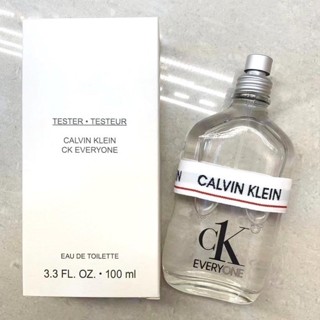 TESTER • TESTEUR
CALVIN KLEIN
CK EVERYONE
EAU DE TOILETTE
3.3 FL. OZ. • 100 ml
CALVIN KLEIN
cK
EVERYONE